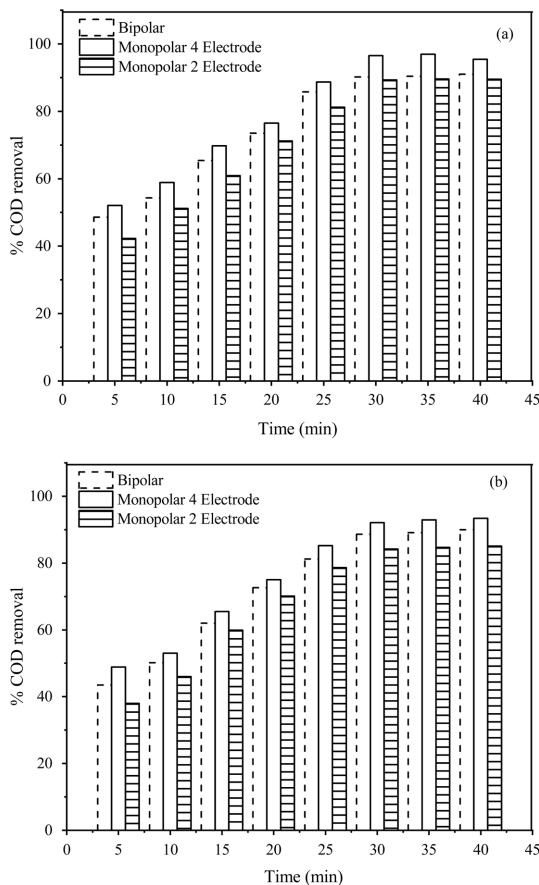 (a)
Bipolar
Monopolar 4 Electrode
Monopolar 2 Electrode
100
80
60
40
20
0
% COD removal
0 5 10 15 20 25 30 35 40 45
Time (min)
(b)
Bipolar
Monopolar 4 Electrode
Monopolar 2 Electrode
100
80
60
40
20
0
% COD removal
0 5 10 15 20 25 30 35 40 45
Time (min)